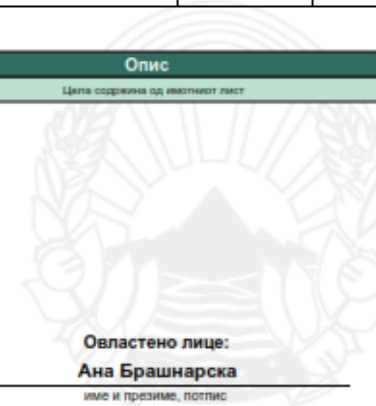 Опис
Цела содржина од имотниот лист
Овластено лице:
Ана Брашнарска
име и презиме, потпис